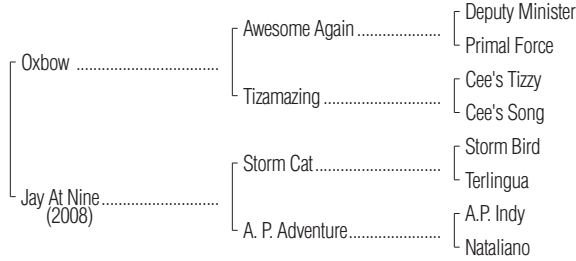 Deputy Minister
Awesome Again ....................
Primal Force
Oxbow ..................................
Cee's Tizzy
Tizamazing ............................
Cee's Song
Storm Bird
Storm Cat..............................
Terlingua
Jay At Nine............................
(2008)
A.P. Indy
A. P. Adventure......................
Nataliano